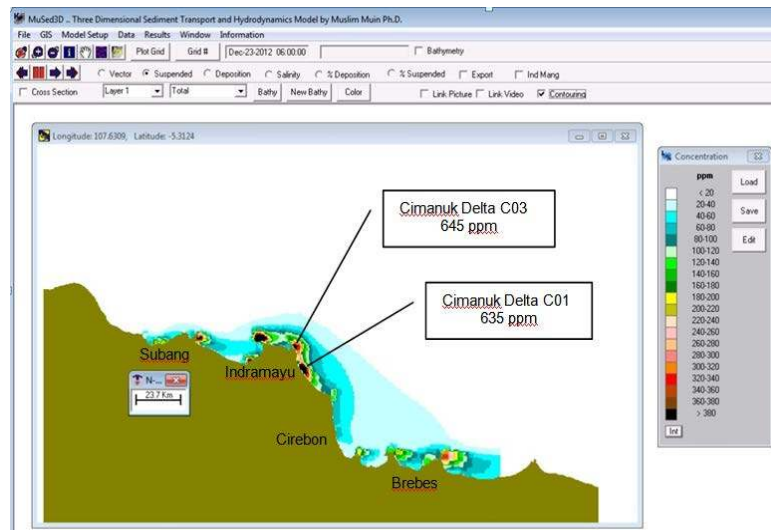 MuSed3D .. Three Dimensional Sediment Transport and Hydrodynamics Model by Muslim Muin Ph.D.
File GIS Model Setup Data Results Window Information
Plot Grid Grid # Dec-23-2012 06:00:00 Bathymetry
Vector Suspended Deposition Salinity % Deposition % Suspended Export Ind Mang
Cross Section Layer 1 Total Bathy New Bathy Color Link Picture Link Video Contouring
Longitude: 107.6309, Latitude: -5.3124
Cimanuk Delta C03
645 ppm
Cimanuk Delta C01
635 ppm
Subang
Indramayu
N-...
23.7 Km
Cirebon
Brebes
Concentration
ppm
< 20
20-40
40-60
60-80
80-100
100-120
120-140
140-160
160-180
180-200
200-220
220-240
240-260
260-280
280-300
300-320
320-340
340-360
360-380
> 380
Load
Save
Edit
Int